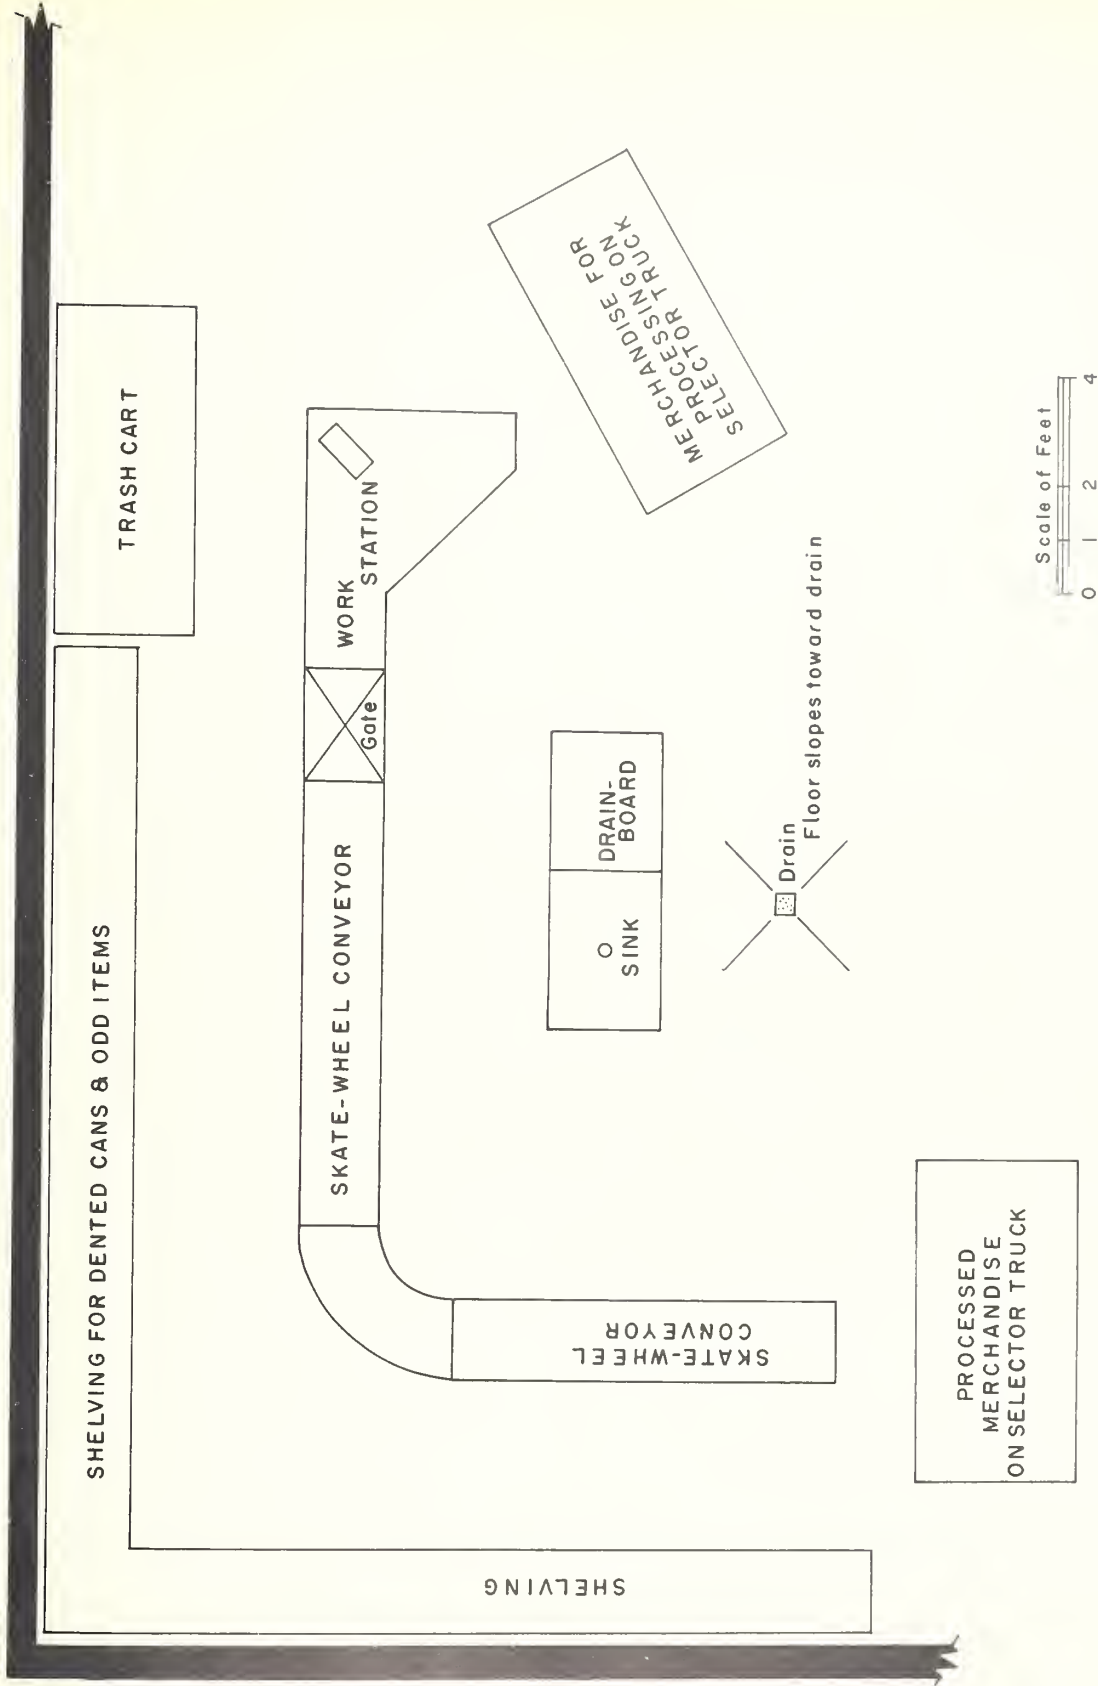 SHELVING FOR DENTED CANS & ODD ITEMS
TRASH CART
SKATE-WHEEL CONVEYOR
Gate
WORK
STATION
SHELVING
SKATE-WHEEL
CONVEYOR
SINK
DRAIN-
BOARD
Drain
Floor slopes toward drain
MERCHANDISE FOR
PROCESSING ON
SELECTOR TRUCK
PROCESSED
MERCHANDISE
ON SELECTOR TRUCK
Scale of Feet
0 1 2 4